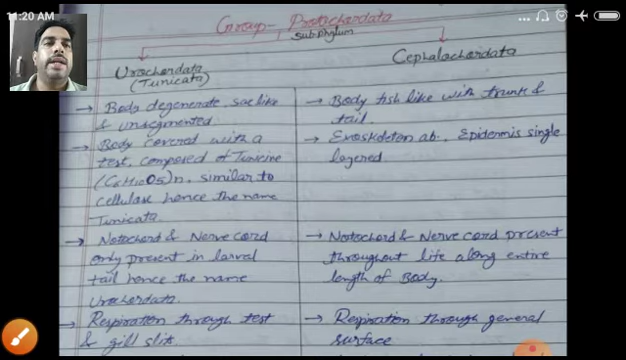 11:20 AM
Group- Protochordata
Subphylum
Urochordata
(Tunicata)
Cephalochordata
→ Body degenerate sac like
& unsegmented
→ Body covered with a
test, composed of Tunicine
(C6H10O5)n, similar to
cellulose hence the name
Tunicata.
→ Notochord & Nerve cord
only present in larval
tail hence the name
Urochordata.
→ Respiration through test
& gill slits
→ Body fish like with trunk &
tail
→ Exoskeleton ab., Epidermis single
layered
→ Notochord & Nerve cord present
throughout life along entire
length of Body.
→ Respiration through general
surface